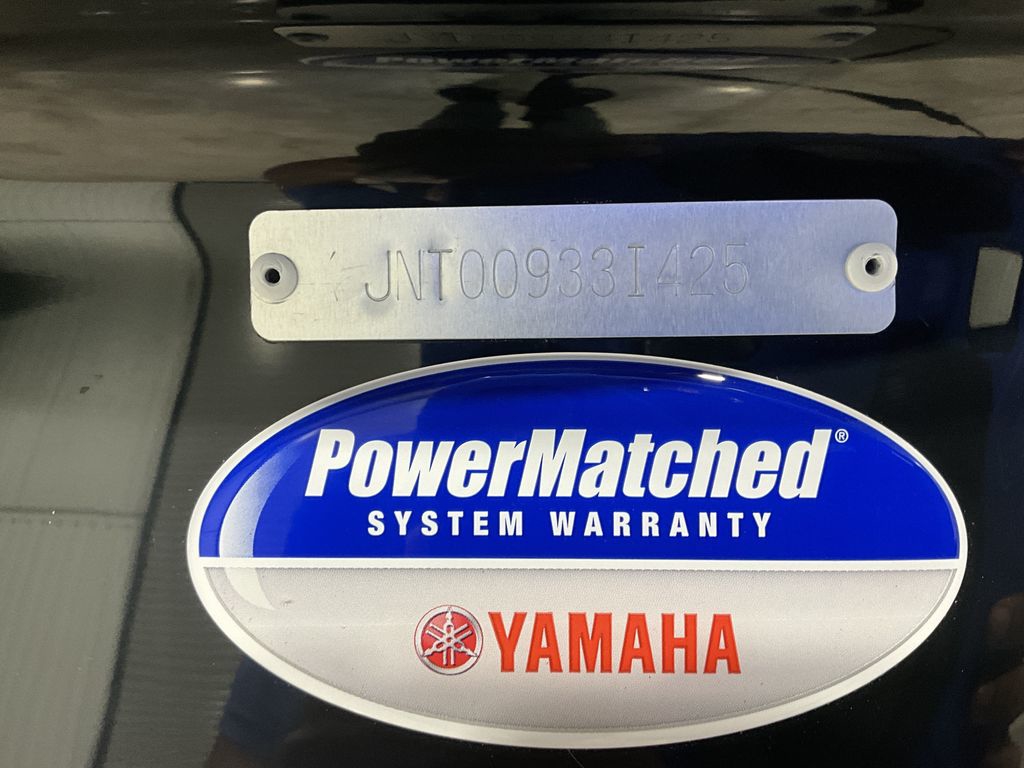 JNT00933I425
PowerMatched®
SYSTEM WARRANTY
YAMAHA